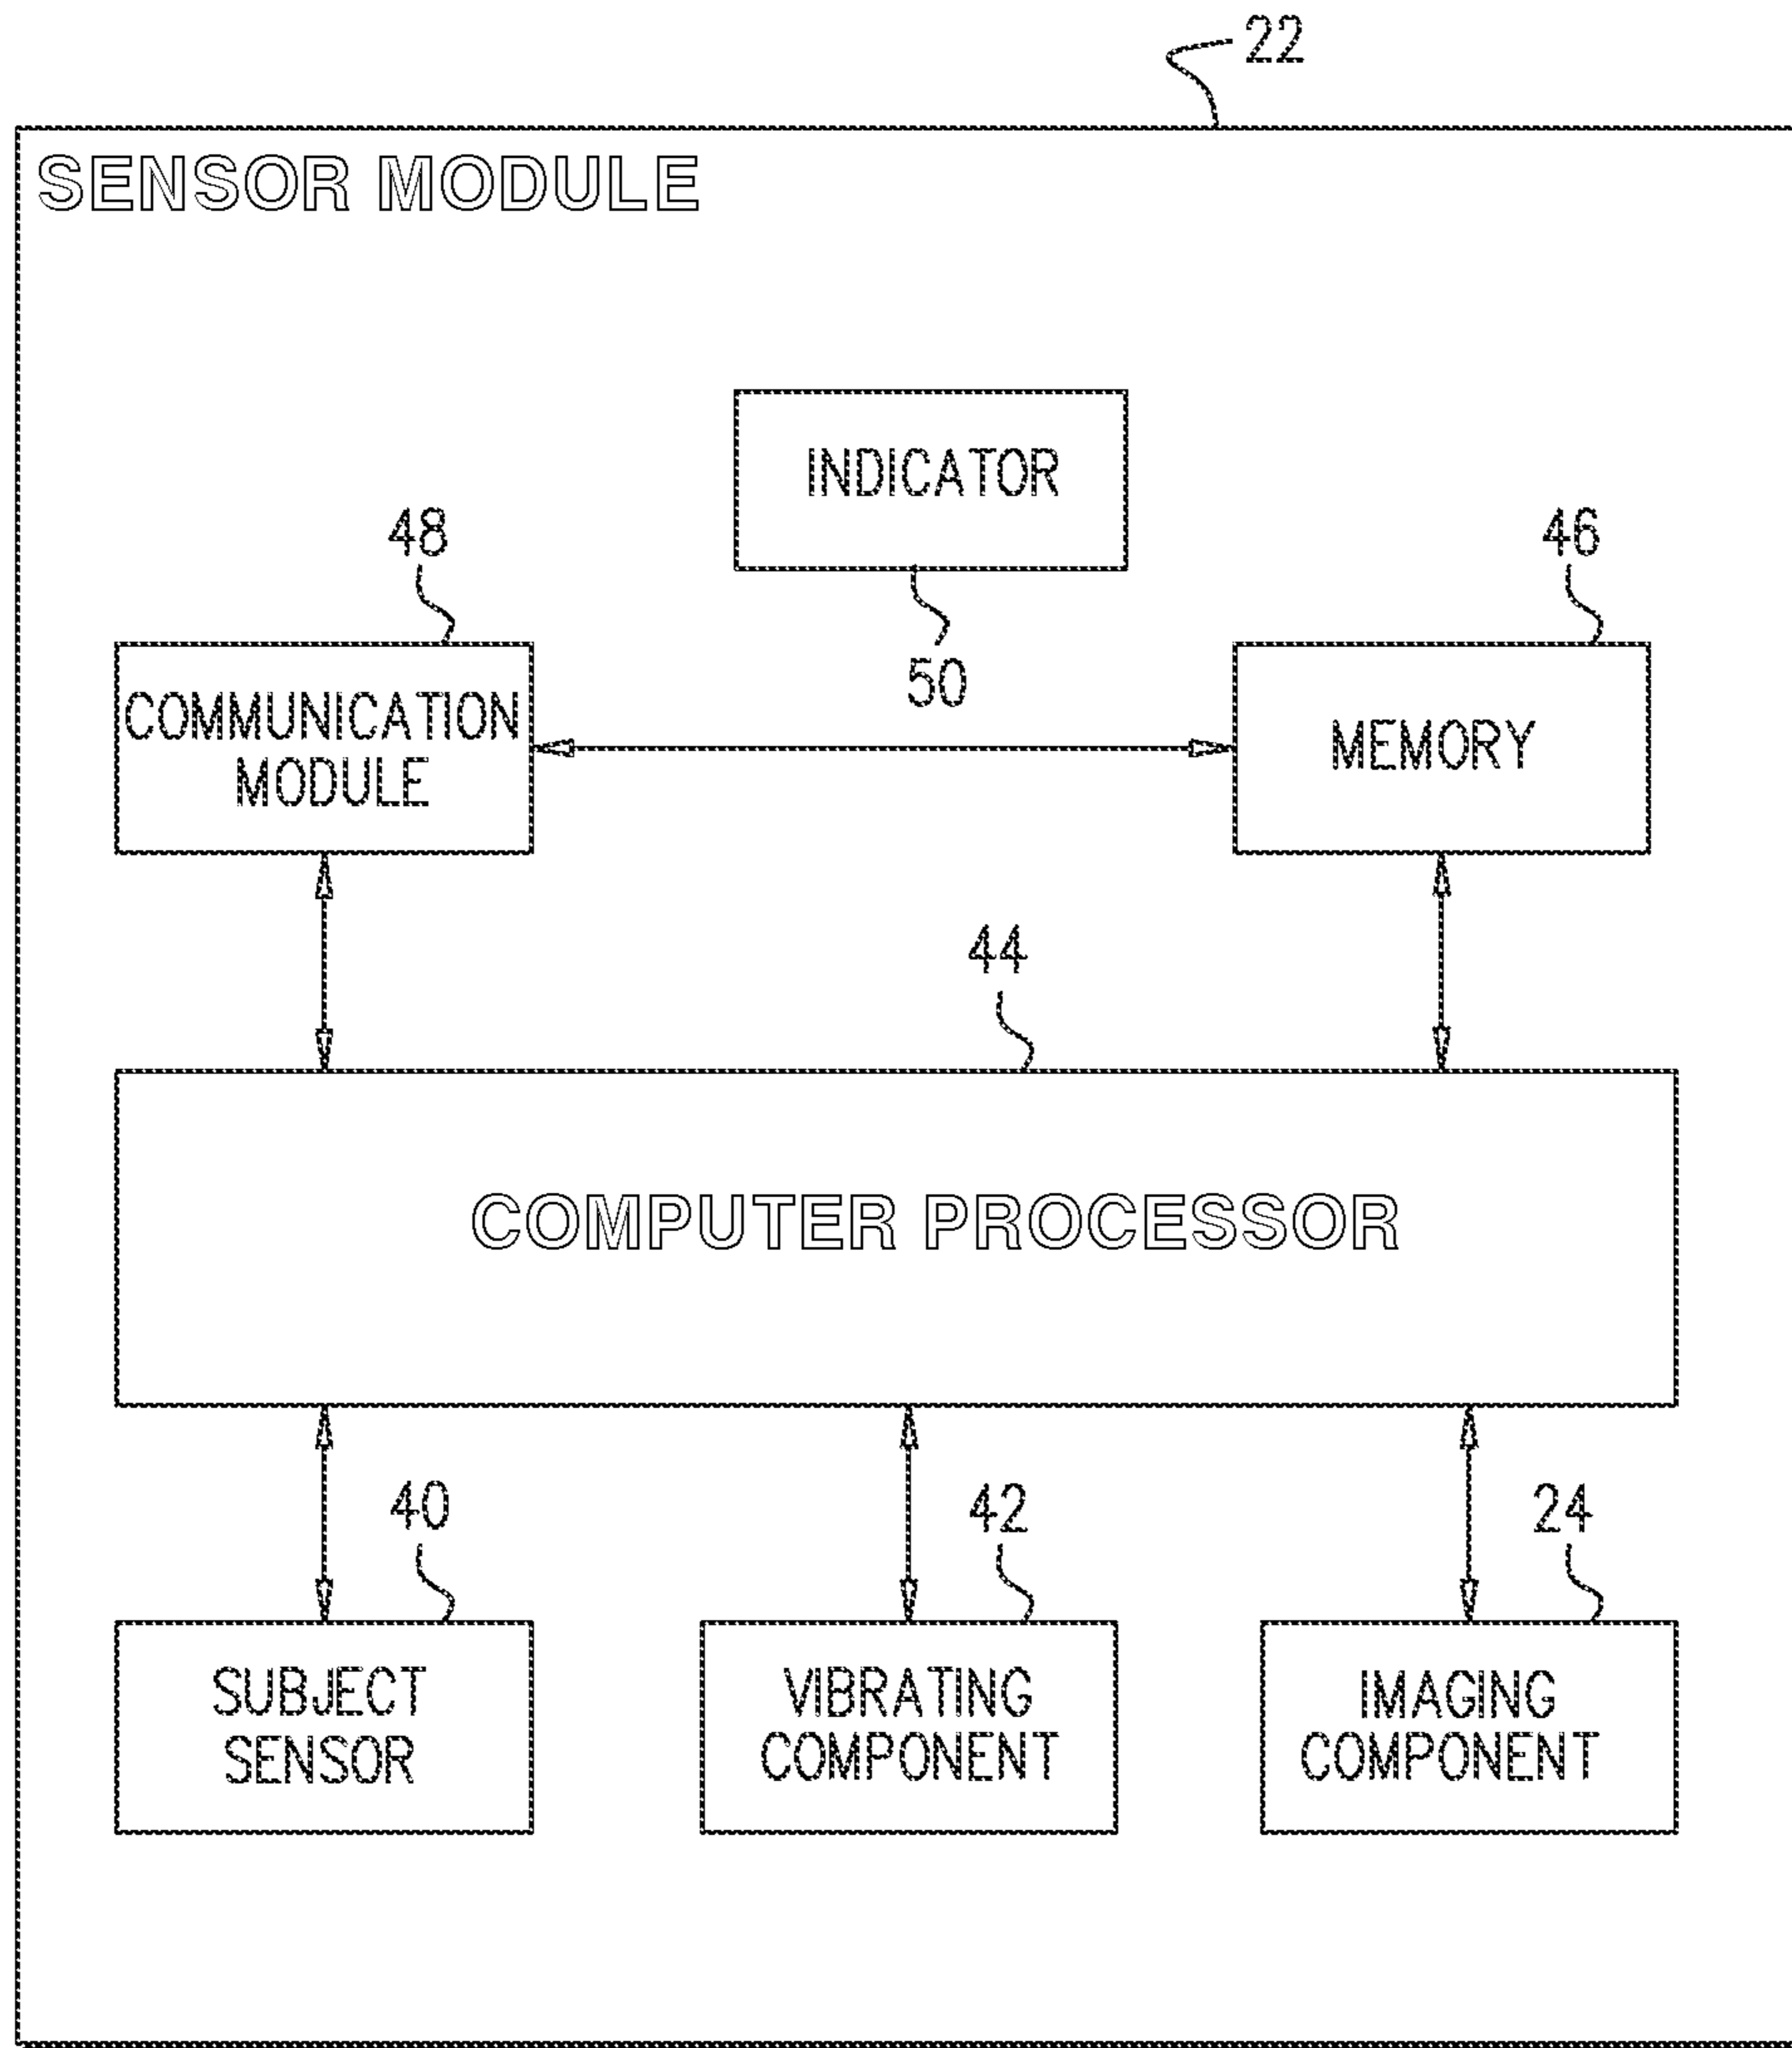 22
SENSOR MODULE
INDICATOR
48
46
50
COMMUNICATION
MODULE
MEMORY
44
COMPUTER PROCESSOR
40
42
24
SUBJECT
SENSOR
VIBRATING
COMPONENT
IMAGING
COMPONENT